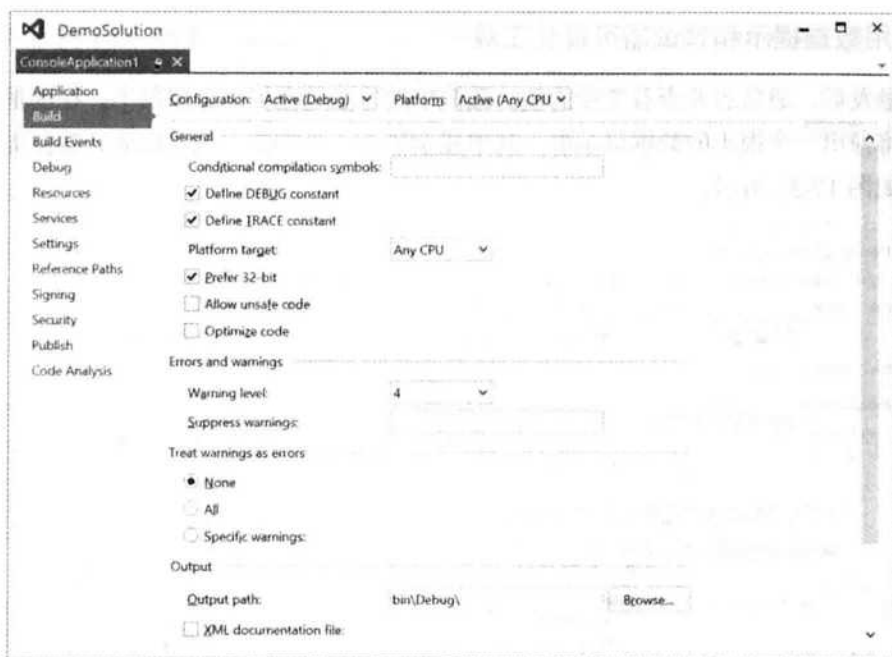 DemoSolution
ConsoleApplication1
Application
Build
Build Events
Debug
Resources
Services
Settings
Reference Paths
Signing
Security
Publish
Code Analysis
Configuration: Active (Debug) Platform: Active (Any CPU
General
Conditional compilation symbols:
Define DEBUG constant
Define TRACE constant
Platform target: Any CPU
Prefer 32-bit
Allow unsafe code
Optimize code
Errors and warnings
Warning level: 4
Suppress warnings:
Treat warnings as errors
None
All
Specific warnings:
Output
Output path: bin\Debug\ Browse...
XML documentation file: